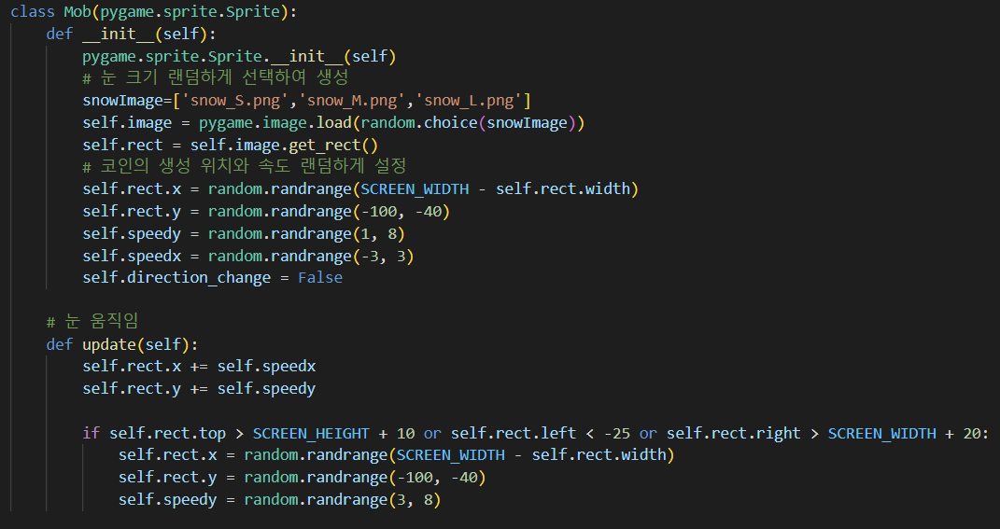 class Mob(pygame.sprite.Sprite):
    def __init__(self):
        pygame.sprite.Sprite.__init__(self)
        # 눈 크기 랜덤하게 선택하여 생성
        snowImage=['snow_S.png','snow_M.png','snow_L.png']
        self.image = pygame.image.load(random.choice(snowImage))
        self.rect = self.image.get_rect()
        # 코인의 생성 위치와 속도 랜덤하게 설정
        self.rect.x = random.randrange(SCREEN_WIDTH - self.rect.width)
        self.rect.y = random.randrange(-100, -40)
        self.speedy = random.randrange(1, 8)
        self.speedx = random.randrange(-3, 3)
        self.direction_change = False

    # 눈 움직임
    def update(self):
        self.rect.x += self.speedx
        self.rect.y += self.speedy

        if self.rect.top > SCREEN_HEIGHT + 10 or self.rect.left < -25 or self.rect.right > SCREEN_WIDTH + 20:
            self.rect.x = random.randrange(SCREEN_WIDTH - self.rect.width)
            self.rect.y = random.randrange(-100, -40)
            self.speedy = random.randrange(3, 8)